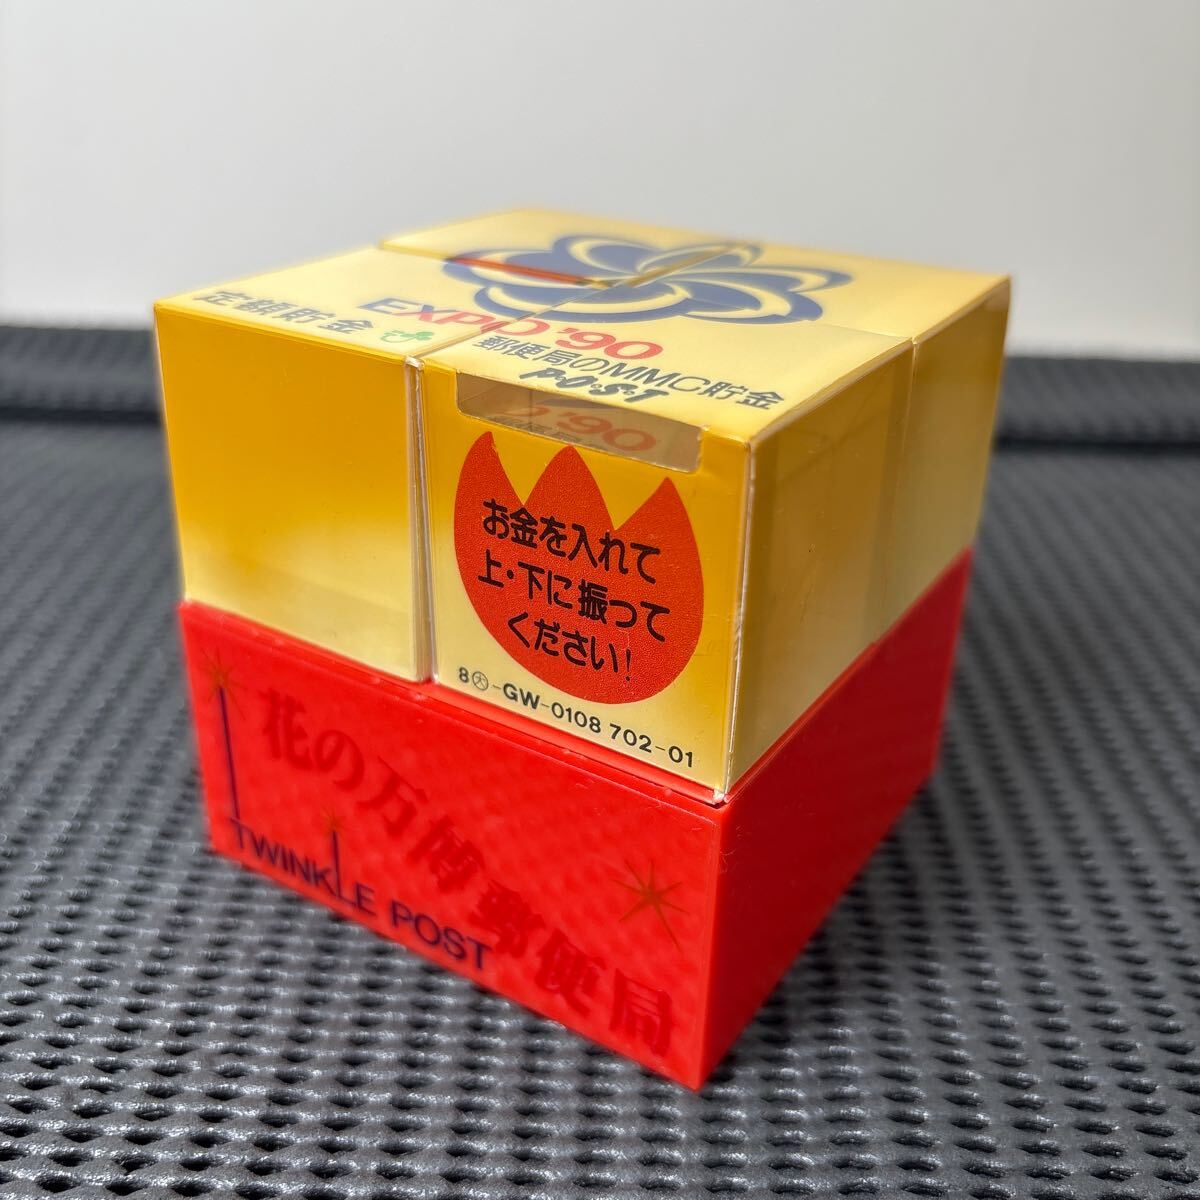 EXPO '90
定額貯金
郵便局のMMC貯金
P·O·S·T
'90
お金を入れて
上・下に振って
ください!
8㊅-GW-0108 702-01
花の万博郵便局
TWINKLE POST